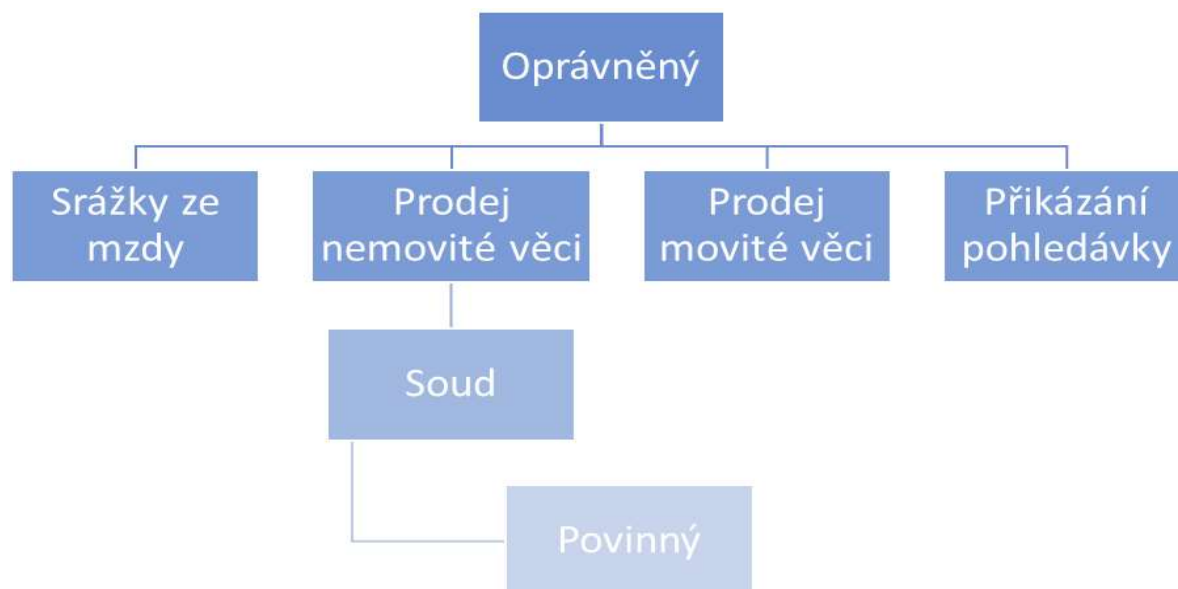 Oprávněný
Srážky ze
mzdy
Prodej
nemovité věci
Prodej
movité věci
Přikázání
pohledávky
Soud
Povinný